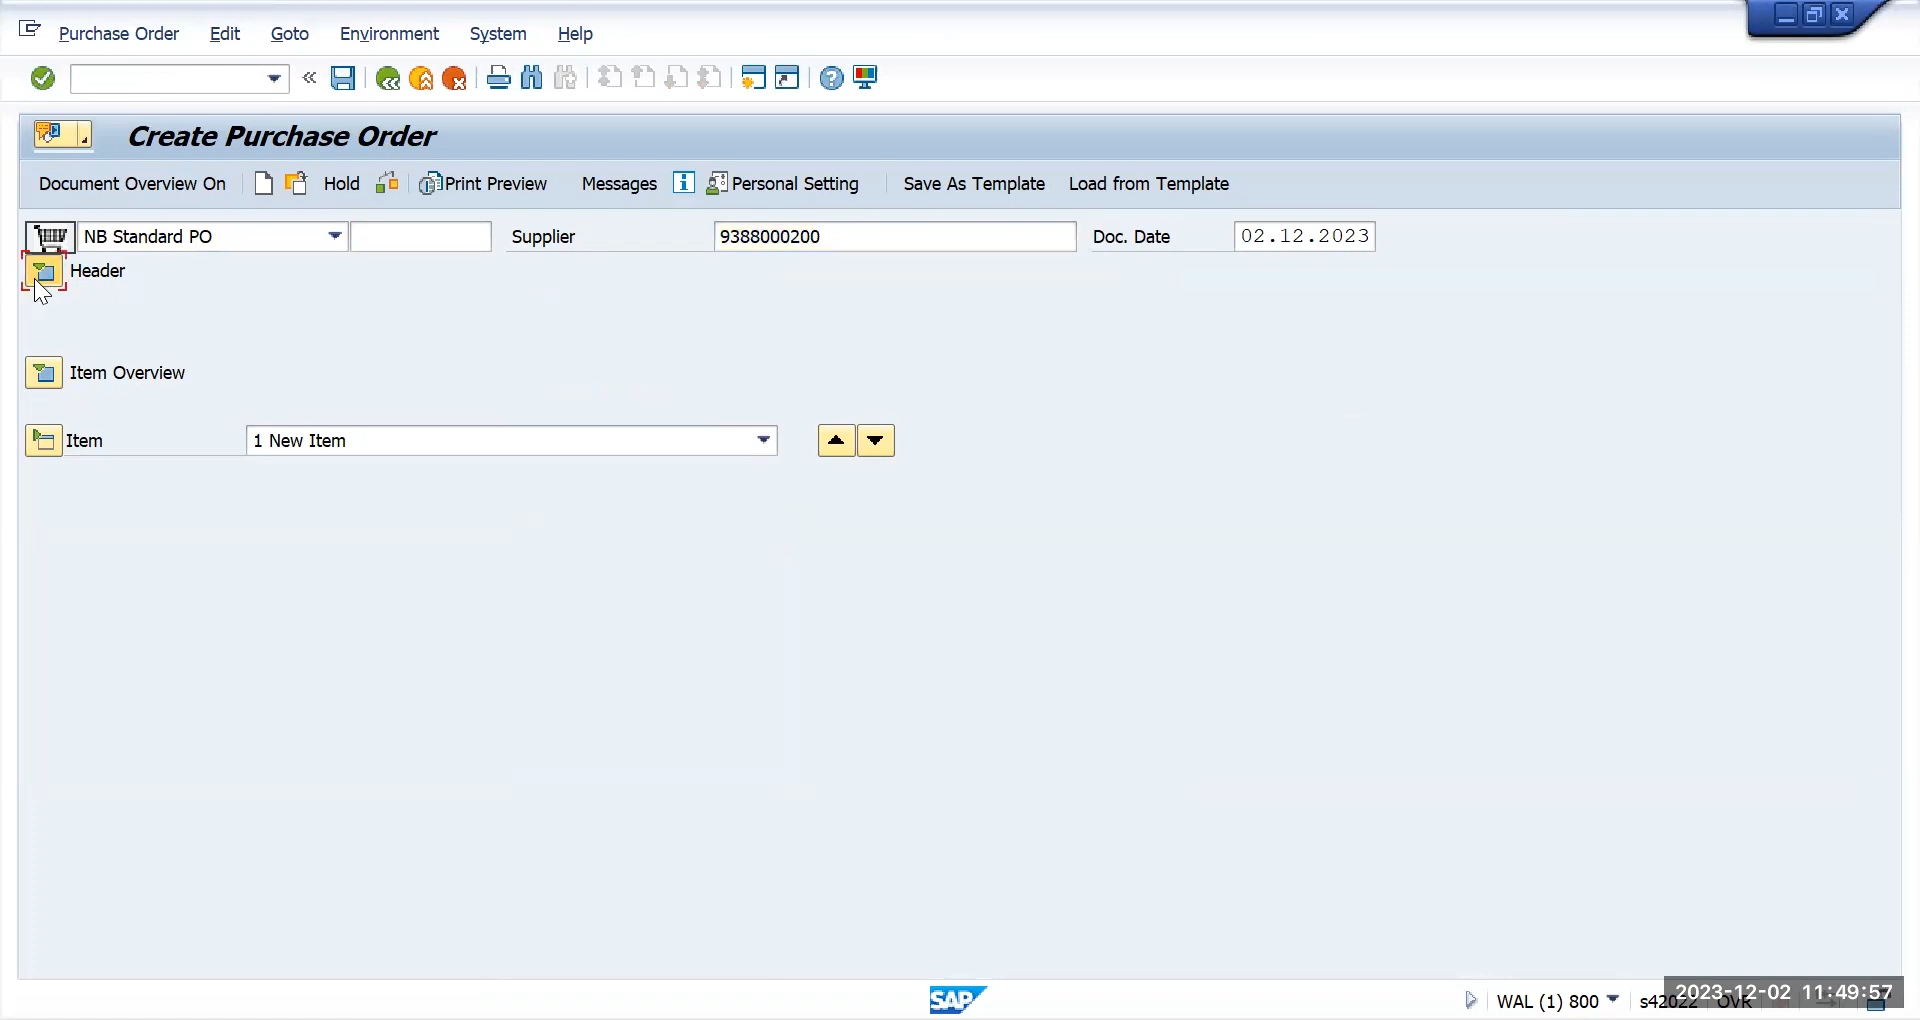 Purchase Order Edit Goto Environment System Help
Create Purchase Order
Document Overview On Hold Print Preview Messages Personal Setting Save As Template Load from Template
NB Standard PO Supplier 9388000200 Doc. Date 02.12.2023
Header
Item Overview
Item 1 New Item
SAP WAL (1) 800 s42022 OVR
2023-12-02 11:49:57